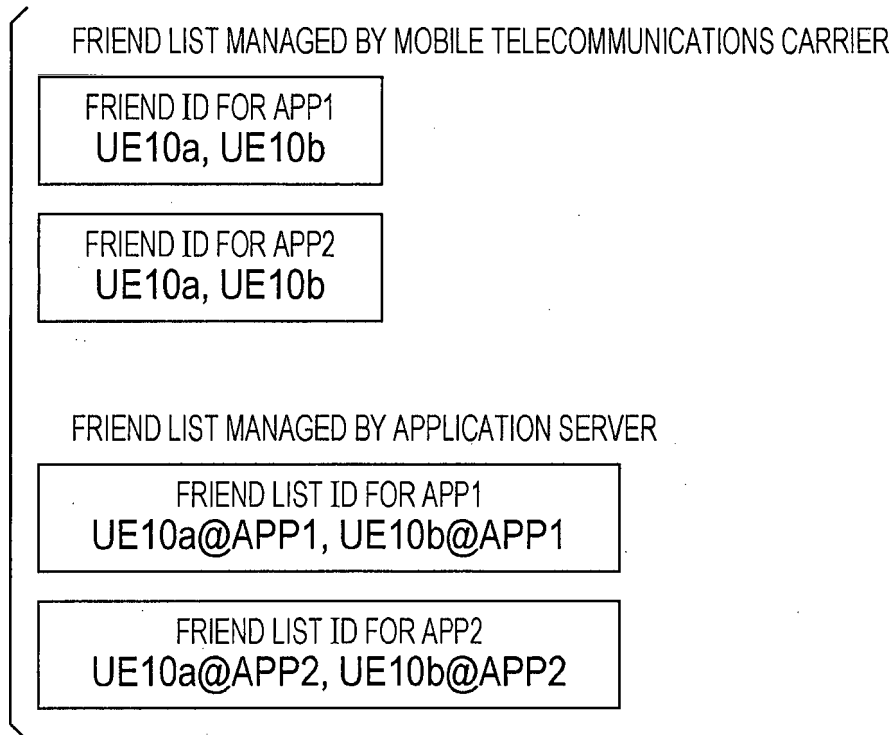 FRIEND LIST MANAGED BY MOBILE TELECOMMUNICATIONS CARRIER
FRIEND ID FOR APP1
UE10a, UE10b
FRIEND ID FOR APP2
UE10a, UE10b
FRIEND LIST MANAGED BY APPLICATION SERVER
FRIEND LIST ID FOR APP1
UE10a@APP1, UE10b@APP1
FRIEND LIST ID FOR APP2
UE10a@APP2, UE10b@APP2